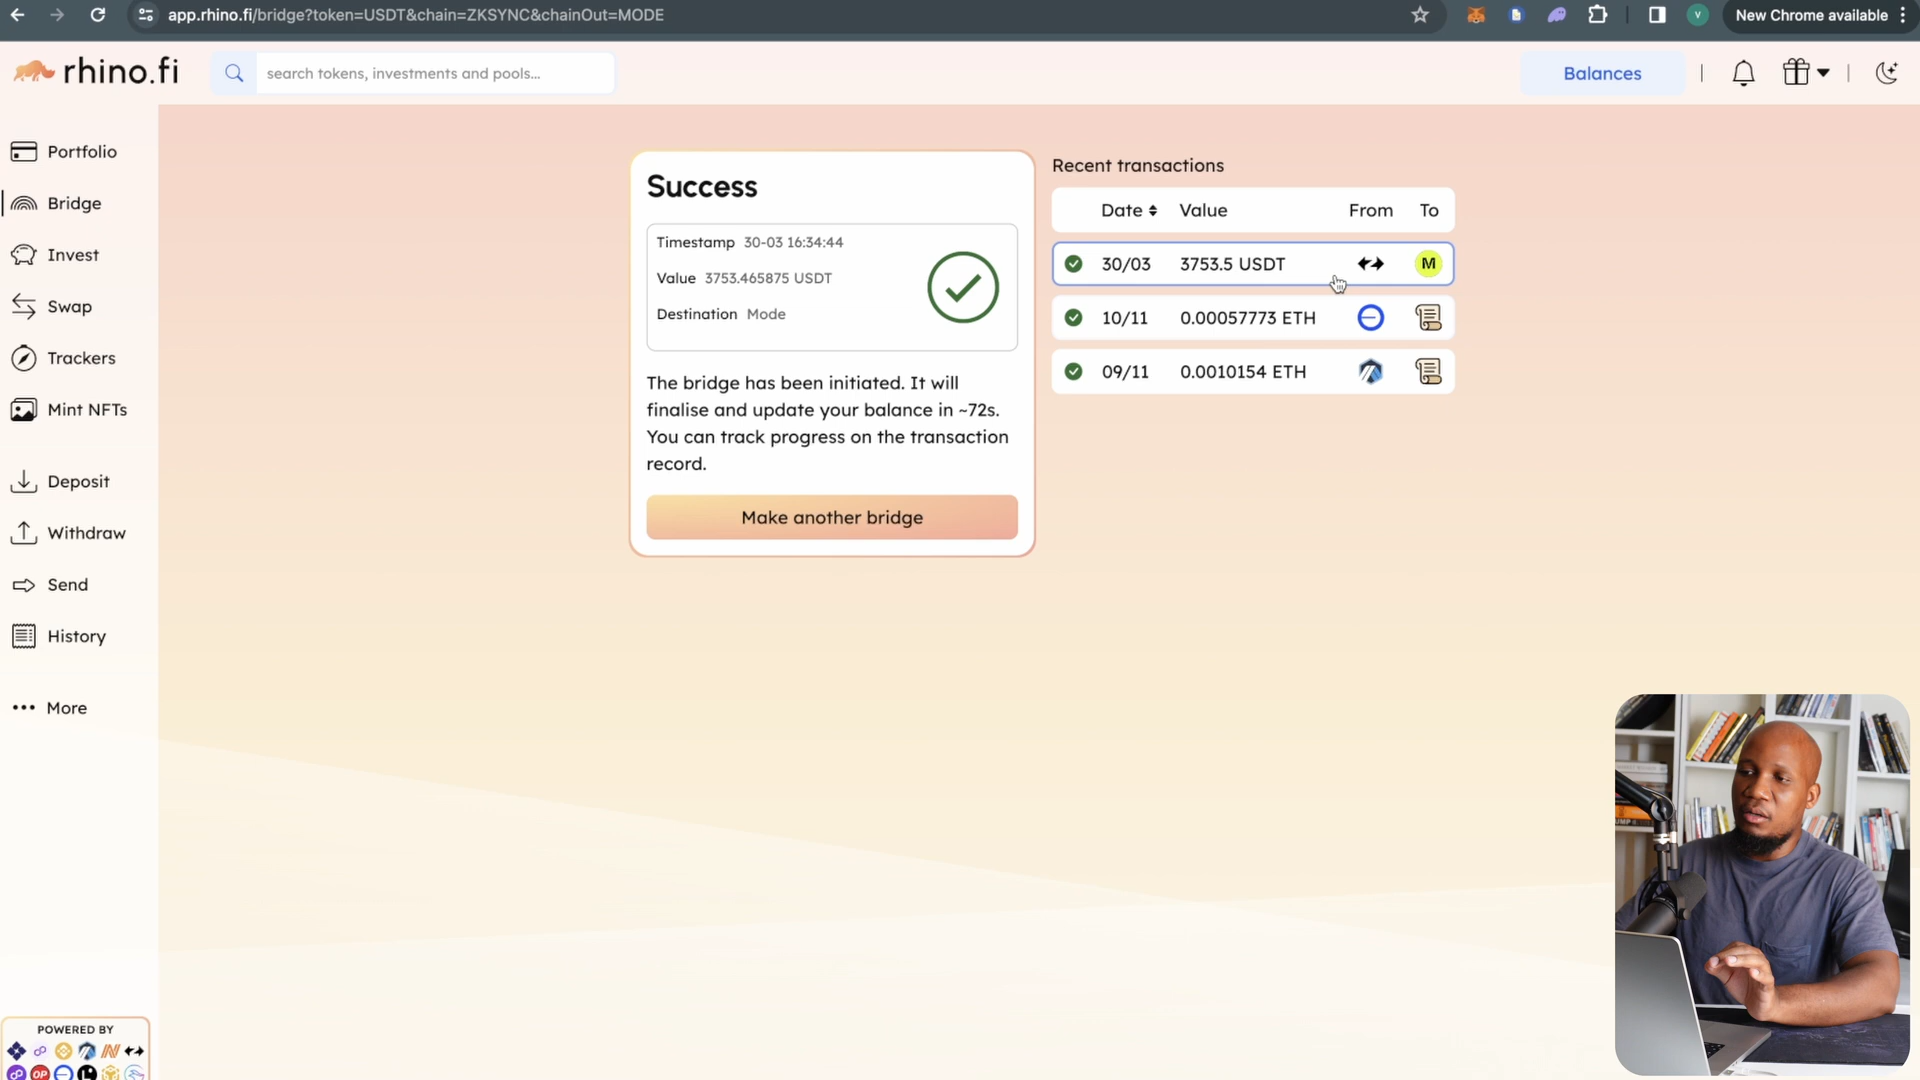 app.rhino.fi/bridge?token=USDT&chain=ZKSYNC&chainOut=MODE
V
New Chrome available
rhino.fi
search tokens, investments and pools...
Balances
Portfolio
Bridge
Invest
Swap
Trackers
Mint NFTs
Deposit
Withdraw
Send
History
More
POWERED BY
OP
Success
Timestamp 30-03 16:34:44
Value 3753.465875 USDT
Destination Mode
The bridge has been initiated. It will
finalise and update your balance in ~72s.
You can track progress on the transaction
record.
Make another bridge
Recent transactions
Date Value From To
30/03 3753.5 USDT M
10/11 0.00057773 ETH
09/11 0.0010154 ETH